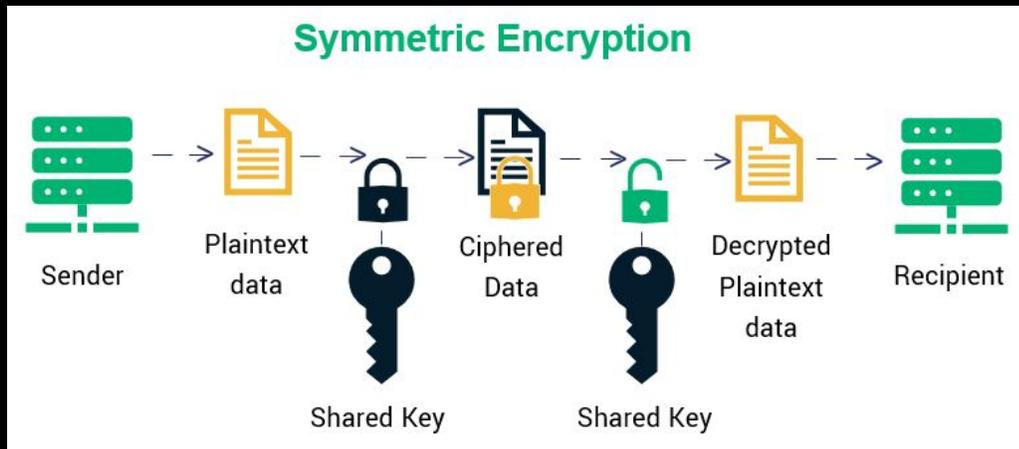 Symmetric Encryption
Sender
Plaintext
data
Shared Key
Ciphered
Data
Shared Key
Decrypted
Plaintext
data
Recipient